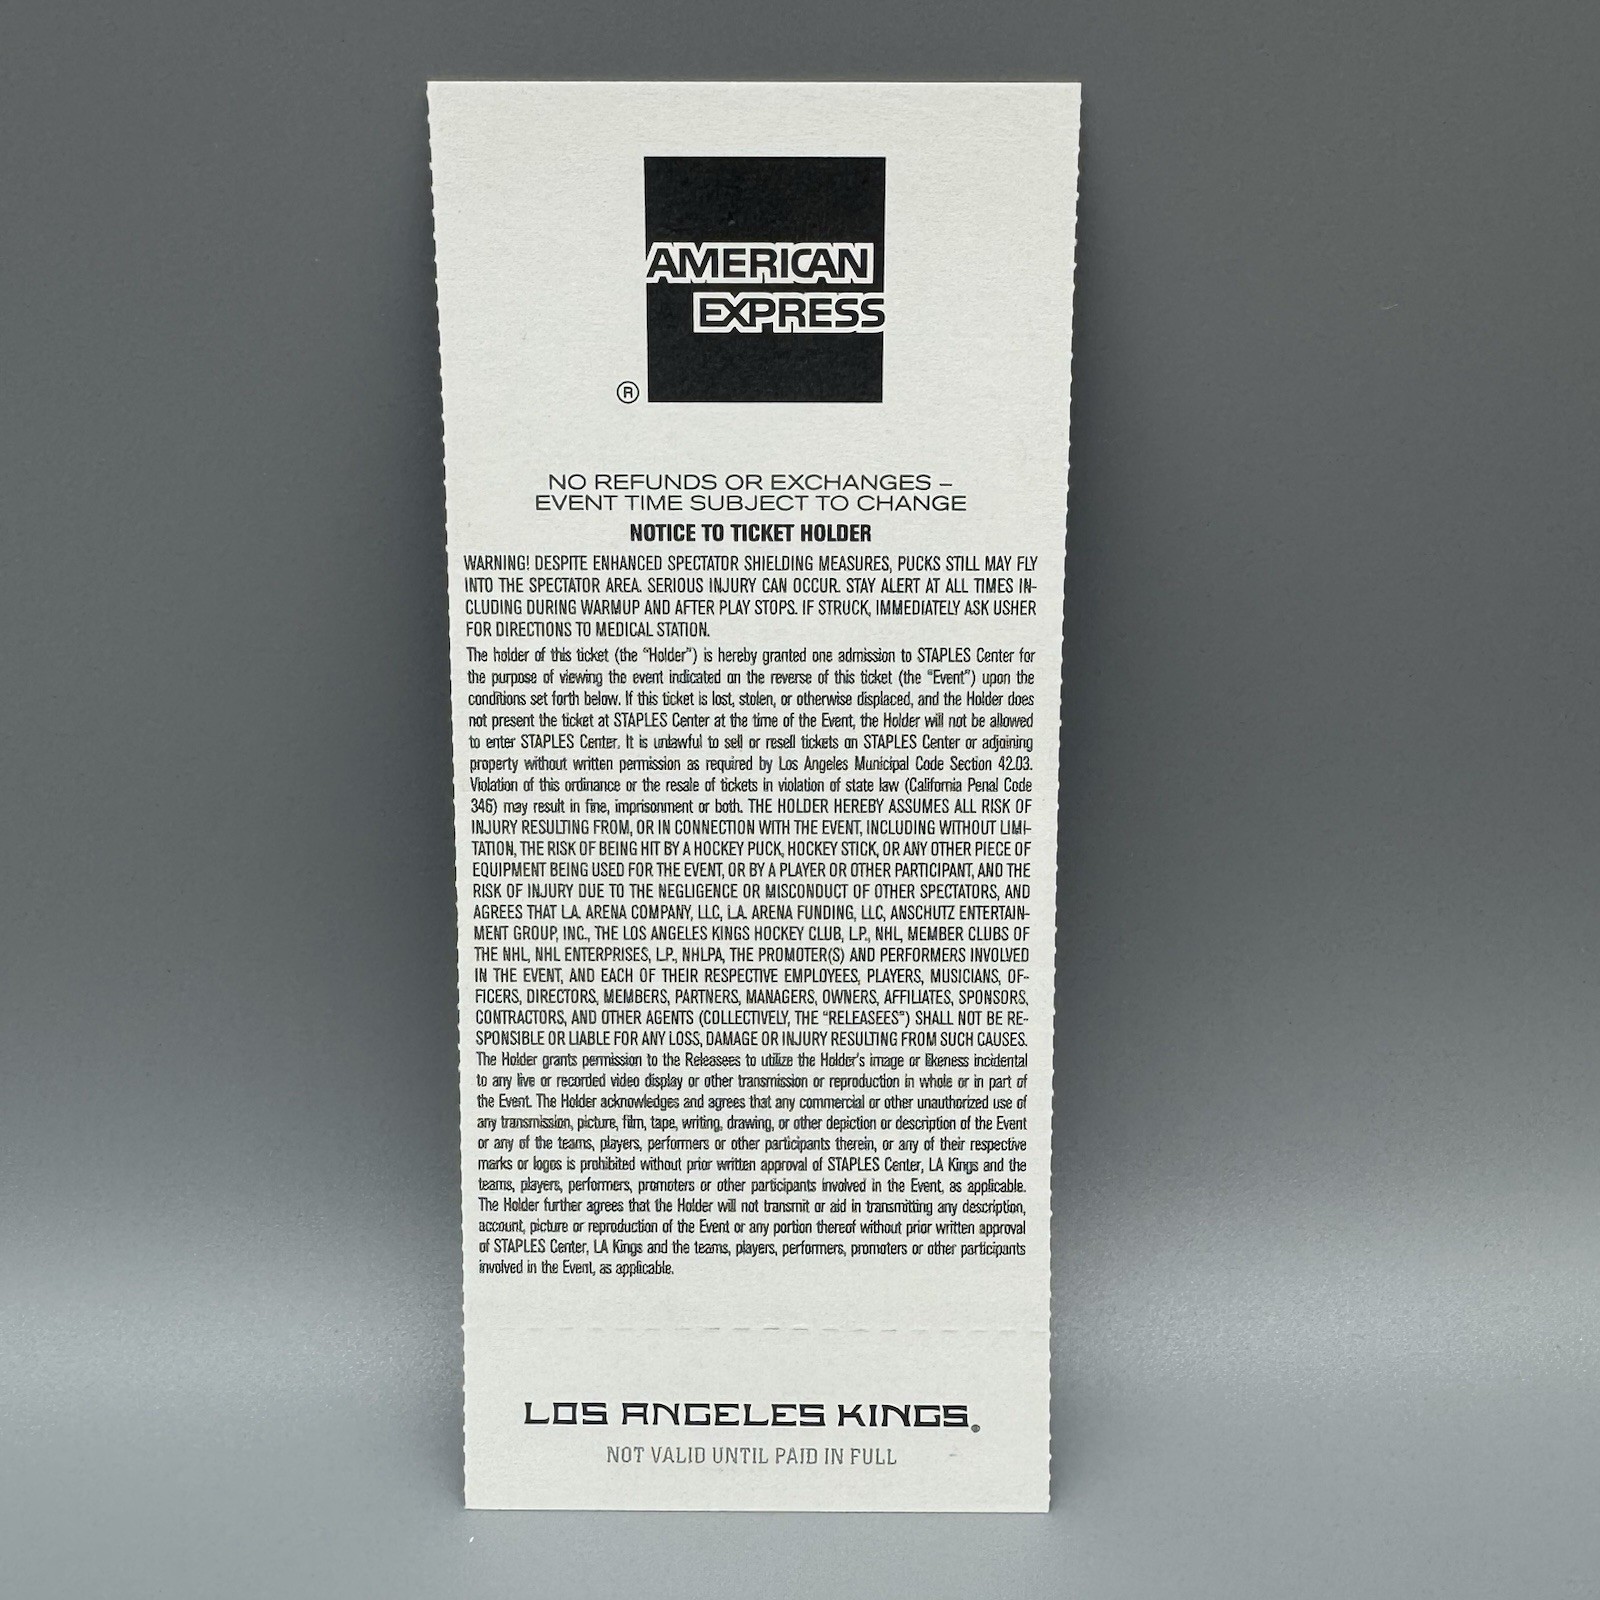 AMERICAN
EXPRESS
®
NO REFUNDS OR EXCHANGES –
EVENT TIME SUBJECT TO CHANGE
NOTICE TO TICKET HOLDER
WARNING! DESPITE ENHANCED SPECTATOR SHIELDING MEASURES, PUCKS STILL MAY FLY
INTO THE SPECTATOR AREA. SERIOUS INJURY CAN OCCUR. STAY ALERT AT ALL TIMES IN-
CLUDING DURING WARMUP AND AFTER PLAY STOPS. IF STRUCK, IMMEDIATELY ASK USHER
FOR DIRECTIONS TO MEDICAL STATION.
The holder of this ticket (the “Holder”) is hereby granted one admission to STAPLES Center for
the purpose of viewing the event indicated on the reverse of this ticket (the “Event”) upon the
conditions set forth below. If this ticket is lost, stolen, or otherwise displaced, and the Holder does
not present the ticket at STAPLES Center at the time of the Event, the Holder will not be allowed
to enter STAPLES Center. It is unlawful to sell or resell tickets on STAPLES Center or adjoining
property without written permission as required by Los Angeles Municipal Code Section 42.03.
Violation of this ordinance or the resale of tickets in violation of state law (California Penal Code
346) may result in fine, imprisonment or both. THE HOLDER HEREBY ASSUMES ALL RISK OF
INJURY RESULTING FROM, OR IN CONNECTION WITH THE EVENT, INCLUDING WITHOUT LIMI-
TATION, THE RISK OF BEING HIT BY A HOCKEY PUCK, HOCKEY STICK, OR ANY OTHER PIECE OF
EQUIPMENT BEING USED FOR THE EVENT, OR BY A PLAYER OR OTHER PARTICIPANT, AND THE
RISK OF INJURY DUE TO THE NEGLIGENCE OR MISCONDUCT OF OTHER SPECTATORS, AND
AGREES THAT L.A. ARENA COMPANY, LLC, L.A. ARENA FUNDING, LLC, ANSCHUTZ ENTERTAIN-
MENT GROUP, INC., THE LOS ANGELES KINGS HOCKEY CLUB, L.P., NHL, MEMBER CLUBS OF
THE NHL, NHL ENTERPRISES, L.P., NHLPA, THE PROMOTER(S) AND PERFORMERS INVOLVED
IN THE EVENT, AND EACH OF THEIR RESPECTIVE EMPLOYEES, PLAYERS, MUSICIANS, OF-
FICERS, DIRECTORS, MEMBERS, PARTNERS, MANAGERS, OWNERS, AFFILIATES, SPONSORS,
CONTRACTORS, AND OTHER AGENTS (COLLECTIVELY, THE “RELEASEES”) SHALL NOT BE RE-
SPONSIBLE OR LIABLE FOR ANY LOSS, DAMAGE OR INJURY RESULTING FROM SUCH CAUSES.
The Holder grants permission to the Releasees to utilize the Holder's image or likeness incidental
to any live or recorded video display or other transmission or reproduction in whole or in part of
the Event. The Holder acknowledges and agrees that any commercial or other unauthorized use of
any transmission, picture, film, tape, writing, drawing, or other depiction or description of the Event
or any of the teams, players, performers or other participants therein, or any of their respective
marks or logos is prohibited without prior written approval of STAPLES Center, LA Kings and the
teams, players, performers, promoters or other participants involved in the Event, as applicable.
The Holder further agrees that the Holder will not transmit or aid in transmitting any description,
account, picture or reproduction of the Event or any portion thereof without prior written approval
of STAPLES Center, LA Kings and the teams, players, performers, promoters or other participants
involved in the Event, as applicable.
LOS ANGELES KINGS®
NOT VALID UNTIL PAID IN FULL